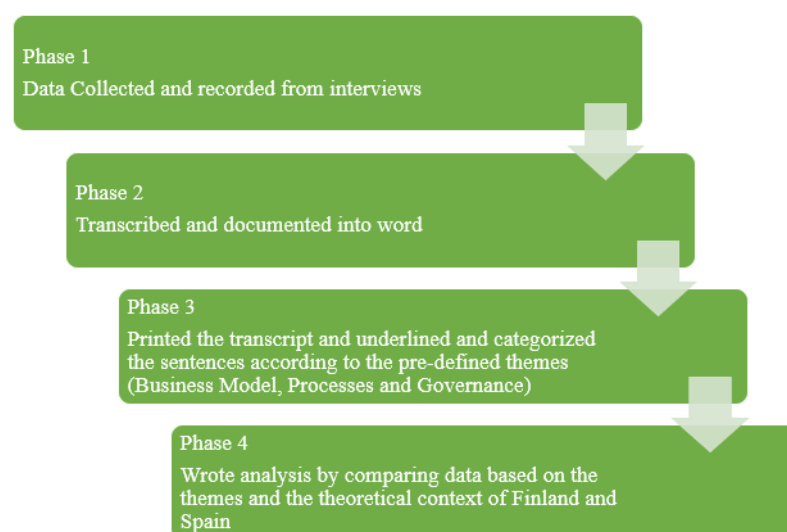 Phase 1
Data Collected and recorded from interviews
Phase 2
Transcribed and documented into word
Phase 3
Printed the transcript and underlined and categorized
the sentences according to the pre-defined themes
(Business Model, Processes and Governance)
Phase 4
Wrote analysis by comparing data based on the
themes and the theoretical context of Finland and
Spain